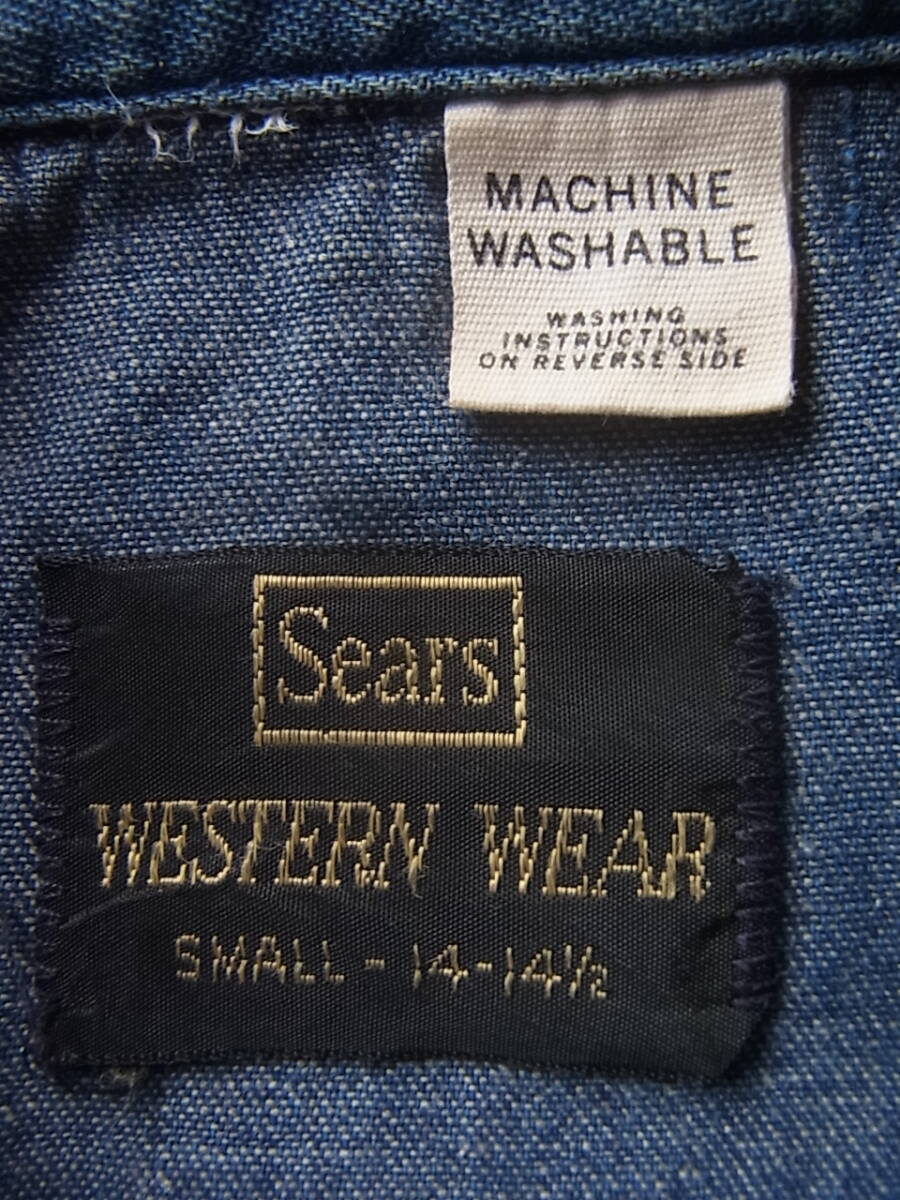 MACHINE
WASHABLE
WASHING
INSTRUCTIONS
ON REVERSE SIDE
Sears
WESTERN WEAR
SMALL - 14-14½